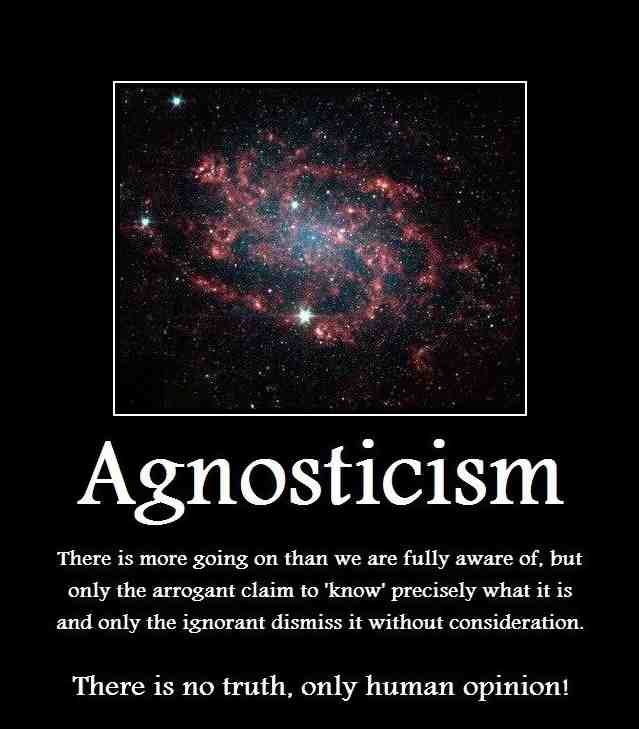 Agnosticism
There is more going on than we are fully aware of, but
only the arrogant claim to 'know' precisely what it is
and only the ignorant dismiss it without consideration.
There is no truth, only human opinion!